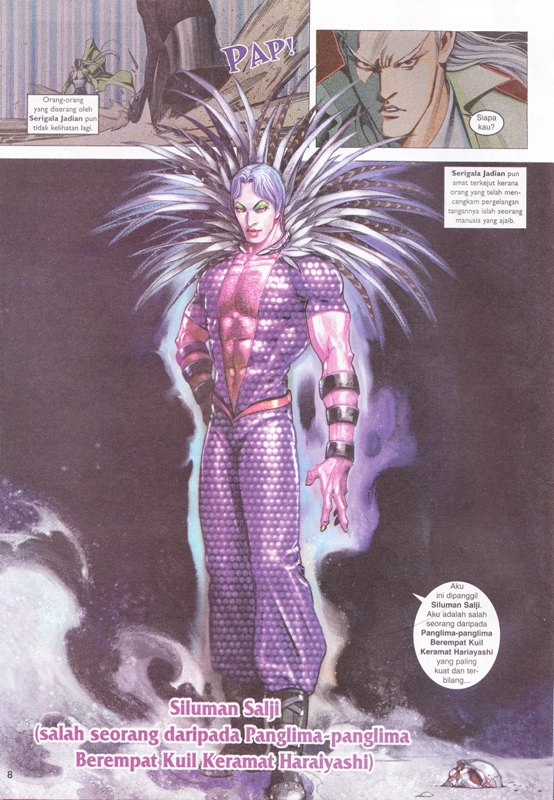 PAP!
Orang-orang
yang diserang oleh
Serigala Jadian pun
tidak kelihatan lagi.
Siapa
kau?
Serigala Jadian pun
amat terkejut kerana
orang yang telah men-
cengkam pergelangan
tangannya ialah seorang
manusia yang ajaib.
Aku
ini dipanggil
Siluman Salji.
Aku adalah salah
seorang daripada
Panglima-panglima
Berempat Kuil
Keramat Hariayashi
yang paling
kuat dan ter-
bilang...
Siluman Salji
(salah seorang daripada Panglima-panglima
Berempat Kuil Keramat Haraiyashi)
8